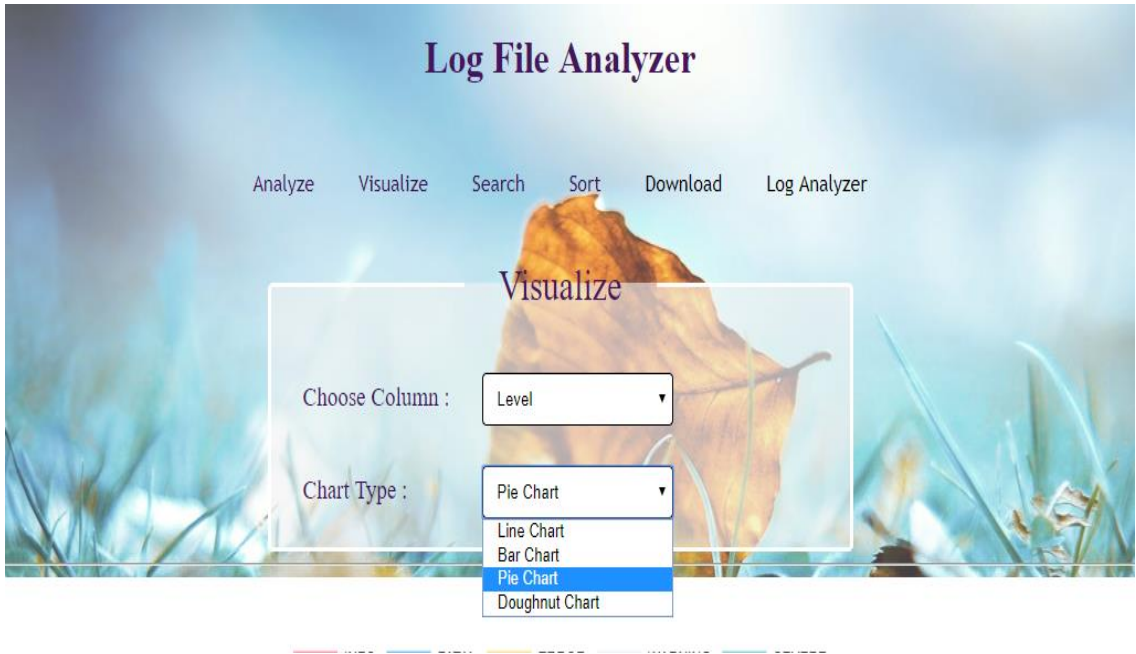 Log File Analyzer
Analyze Visualize Search Sort Download Log Analyzer
Visualize
Choose Column : Level
Chart Type : Pie Chart
Line Chart
Bar Chart
Pie Chart
Doughnut Chart